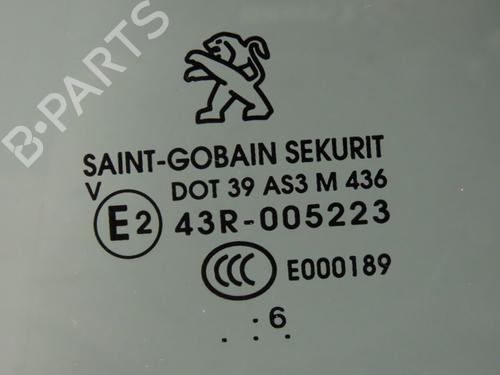 B-PARTS
SAINT-GOBAIN SEKURIT
V DOT 39 AS3 M 436
E2 43R-005223
CCC E000189
. : 6
. . : .